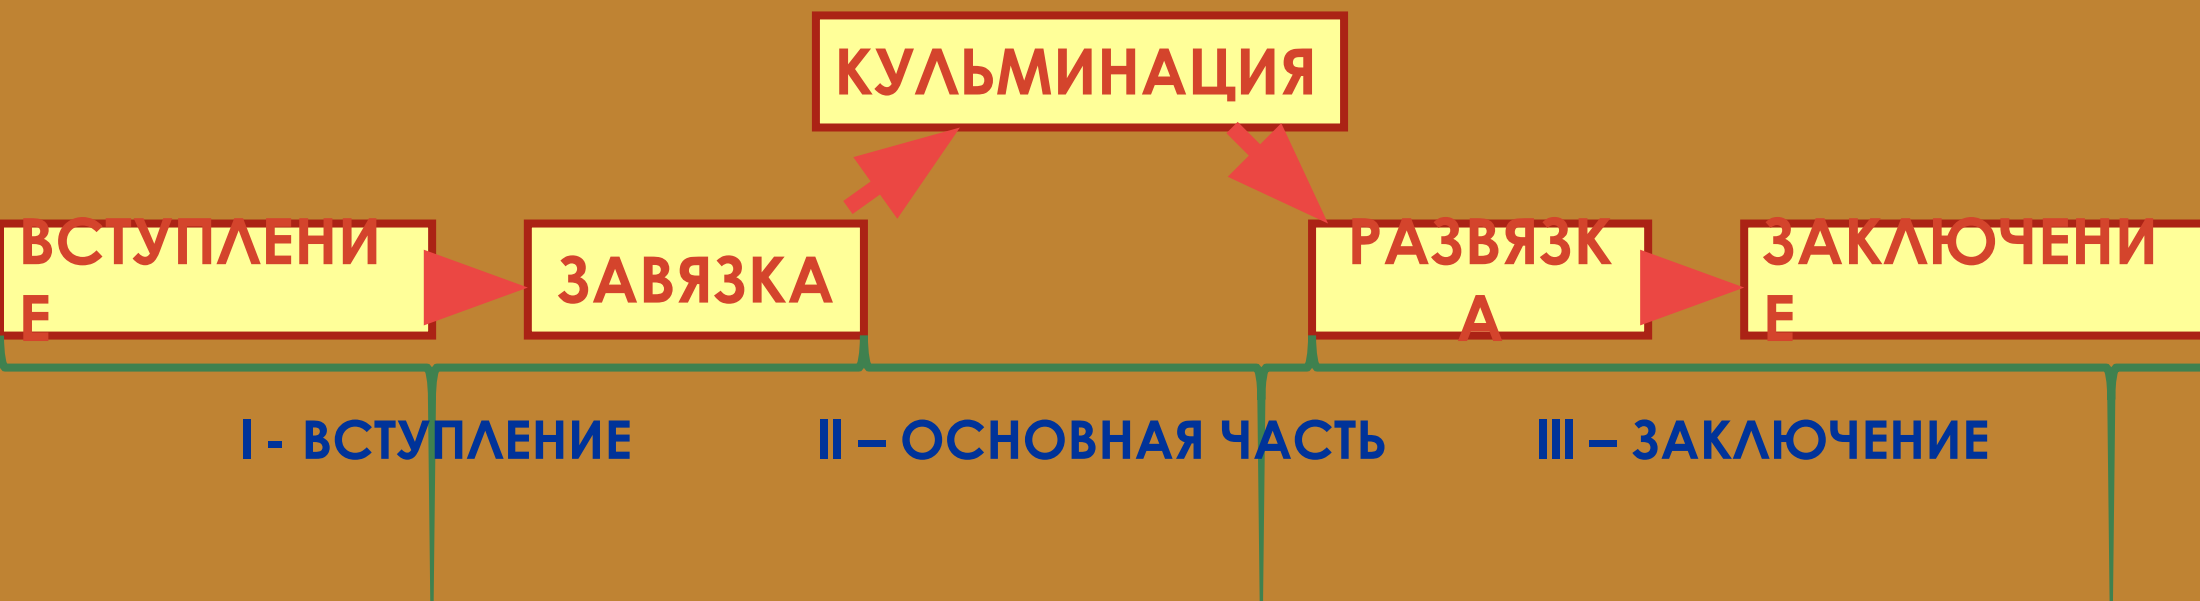 КУЛЬМИНАЦИЯ
ВСТУПЛЕНИ
Е
ЗАВЯЗКА
РАЗВЯЗК
А
ЗАКЛЮЧЕНИ
Е
I - ВСТУПЛЕНИЕ
II – ОСНОВНАЯ ЧАСТЬ
III – ЗАКЛЮЧЕНИЕ